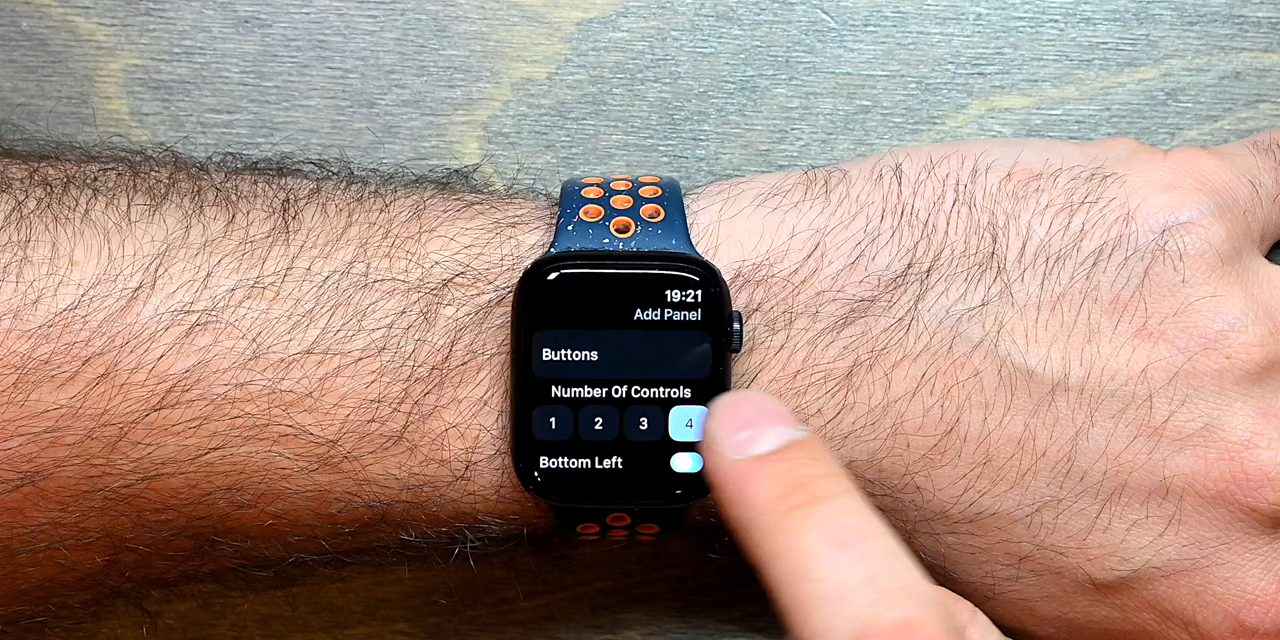 19:21
Add Panel
Buttons
Number Of Controls
1 2 3 4
Bottom Left